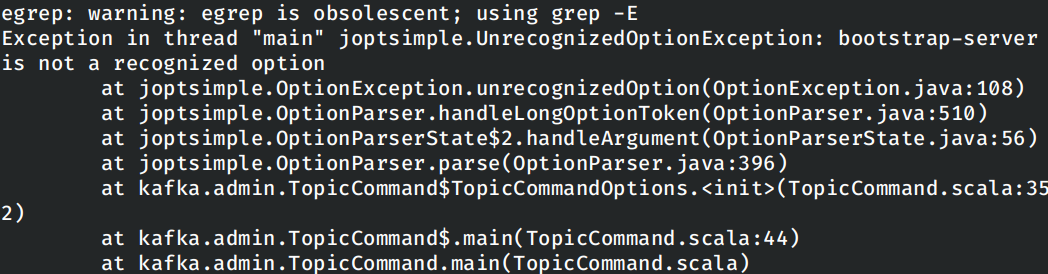 egrep: warning: egrep is obsolescent; using grep -E
Exception in thread "main" joptsimple.UnrecognizedOptionException: bootstrap-server
is not a recognized option
        at joptsimple.OptionException.unrecognizedOption(OptionException.java:108)
        at joptsimple.OptionParser.handleLongOptionToken(OptionParser.java:510)
        at joptsimple.OptionParserState$2.handleArgument(OptionParserState.java:56)
        at joptsimple.OptionParser.parse(OptionParser.java:396)
        at kafka.admin.TopicCommand$TopicCommandOptions.<init>(TopicCommand.scala:35
2)
        at kafka.admin.TopicCommand$.main(TopicCommand.scala:44)
        at kafka.admin.TopicCommand.main(TopicCommand.scala)